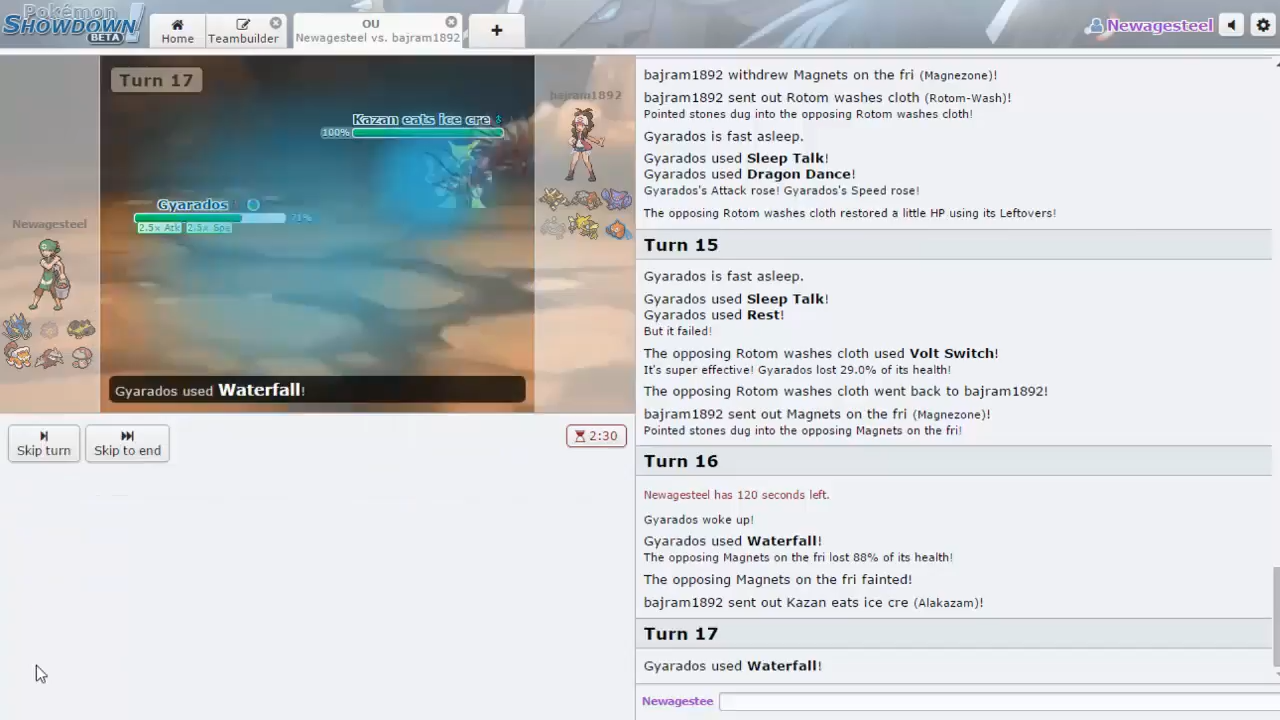 Pokémon
SHOWDOWN!
BETA
Home
Teambuilder
OU
Newagesteel vs. bajram1892
+
Newagesteel
Turn 17
bajram1892
Kazan eats ice cre
100%
Gyarados
71%
2.5x Atk 2.5x Spe
Newagesteel
Gyarados used Waterfall!
Skip turn
Skip to end
2:30
bajram1892 withdrew Magnets on the fri (Magnezone)!
bajram1892 sent out Rotom washes cloth (Rotom-Wash)!
Pointed stones dug into the opposing Rotom washes cloth!
Gyarados is fast asleep.
Gyarados used Sleep Talk!
Gyarados used Dragon Dance!
Gyarados's Attack rose! Gyarados's Speed rose!
The opposing Rotom washes cloth restored a little HP using its Leftovers!
Turn 15
Gyarados is fast asleep.
Gyarados used Sleep Talk!
Gyarados used Rest!
But it failed!
The opposing Rotom washes cloth used Volt Switch!
It's super effective! Gyarados lost 29.0% of its health!
The opposing Rotom washes cloth went back to bajram1892!
bajram1892 sent out Magnets on the fri (Magnezone)!
Pointed stones dug into the opposing Magnets on the fri!
Turn 16
Newagesteel has 120 seconds left.
Gyarados woke up!
Gyarados used Waterfall!
The opposing Magnets on the fri lost 88% of its health!
The opposing Magnets on the fri fainted!
bajram1892 sent out Kazan eats ice cre (Alakazam)!
Turn 17
Gyarados used Waterfall!
Newagestee